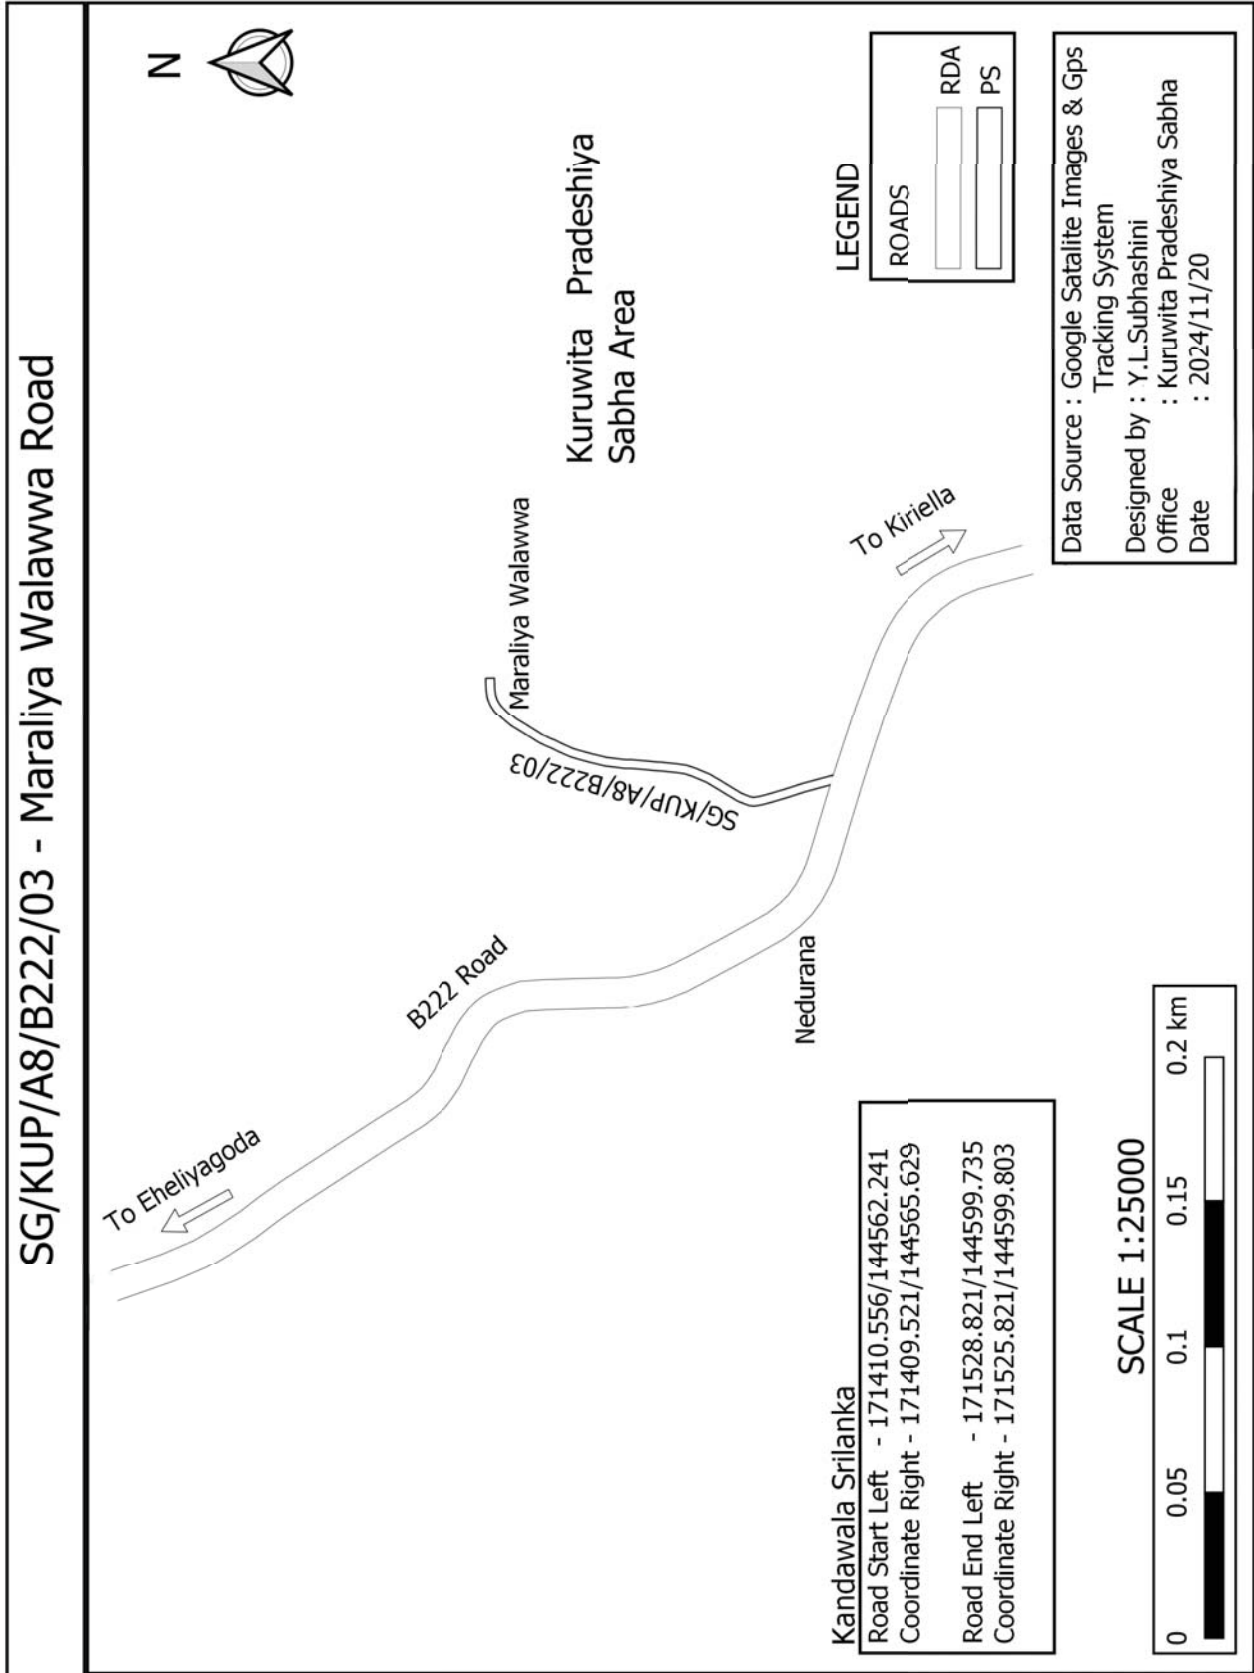 SG/KUP/A8/B222/03 - Maraliya Walawwa Road
N
To Eheliyagoda
B222 Road
Maraliya Walawwa
SG/KUP/A8/B222/03
Kuruwita Pradeshiya
Sabha Area
Nedurana
To Kiriella
Kandawala Srilanka
Road Start Left - 171410.556/144562.241
Coordinate Right - 171409.521/144565.629
Road End Left - 171528.821/144599.735
Coordinate Right - 171525.821/144599.803
SCALE 1:25000
0 0.05 0.1 0.15 0.2 km
LEGEND
ROADS
RDA
PS
Data Source : Google Satalite Images & Gps
Tracking System
Designed by : Y.L.Subhashini
Office : Kuruwita Pradeshiya Sabha
Date : 2024/11/20